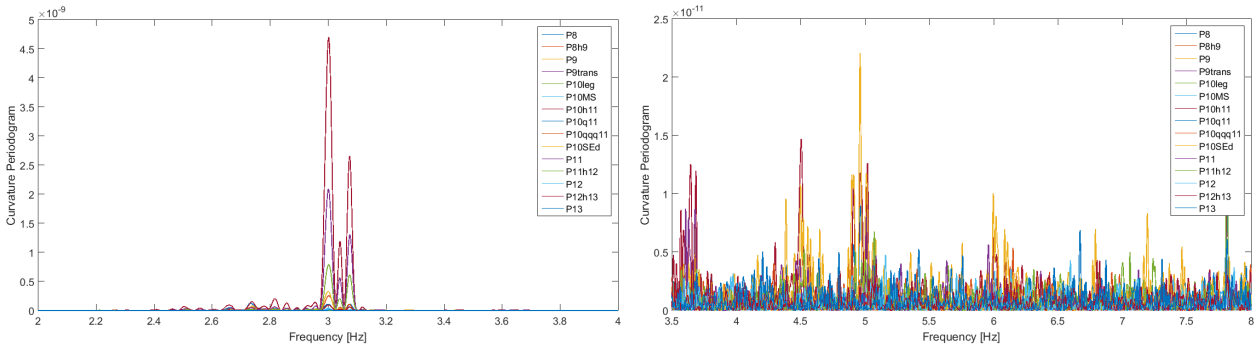 ×10^-9
5
4.5
4
3.5
3
2.5
2
1.5
1
0.5
0
2 2.2 2.4 2.6 2.8 3 3.2 3.4 3.6 3.8 4
Frequency [Hz]
Curvature Periodogram
P8
P8h9
P9
P9trans
P10leg
P10MS
P10h11
P10q11
P10qqq11
P10SEd
P11
P11h12
P12
P12h13
P13
×10^-11
2.5
2
1.5
1
0.5
0
3.5 4 4.5 5 5.5 6 6.5 7 7.5 8
Frequency [Hz]
Curvature Periodogram
P8
P8h9
P9
P9trans
P10leg
P10MS
P10h11
P10q11
P10qqq11
P10SEd
P11
P11h12
P12
P12h13
P13